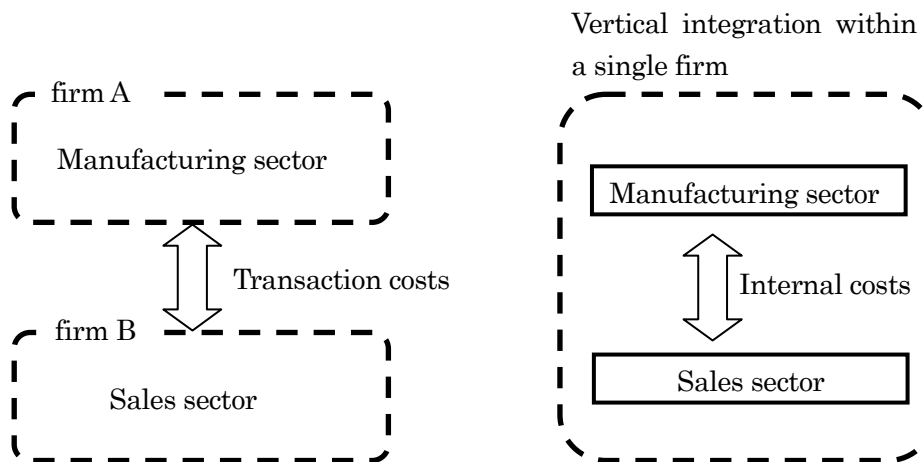 Vertical integration within
a single firm
firm A
Manufacturing sector
Transaction costs
firm B
Sales sector
Manufacturing sector
Internal costs
Sales sector